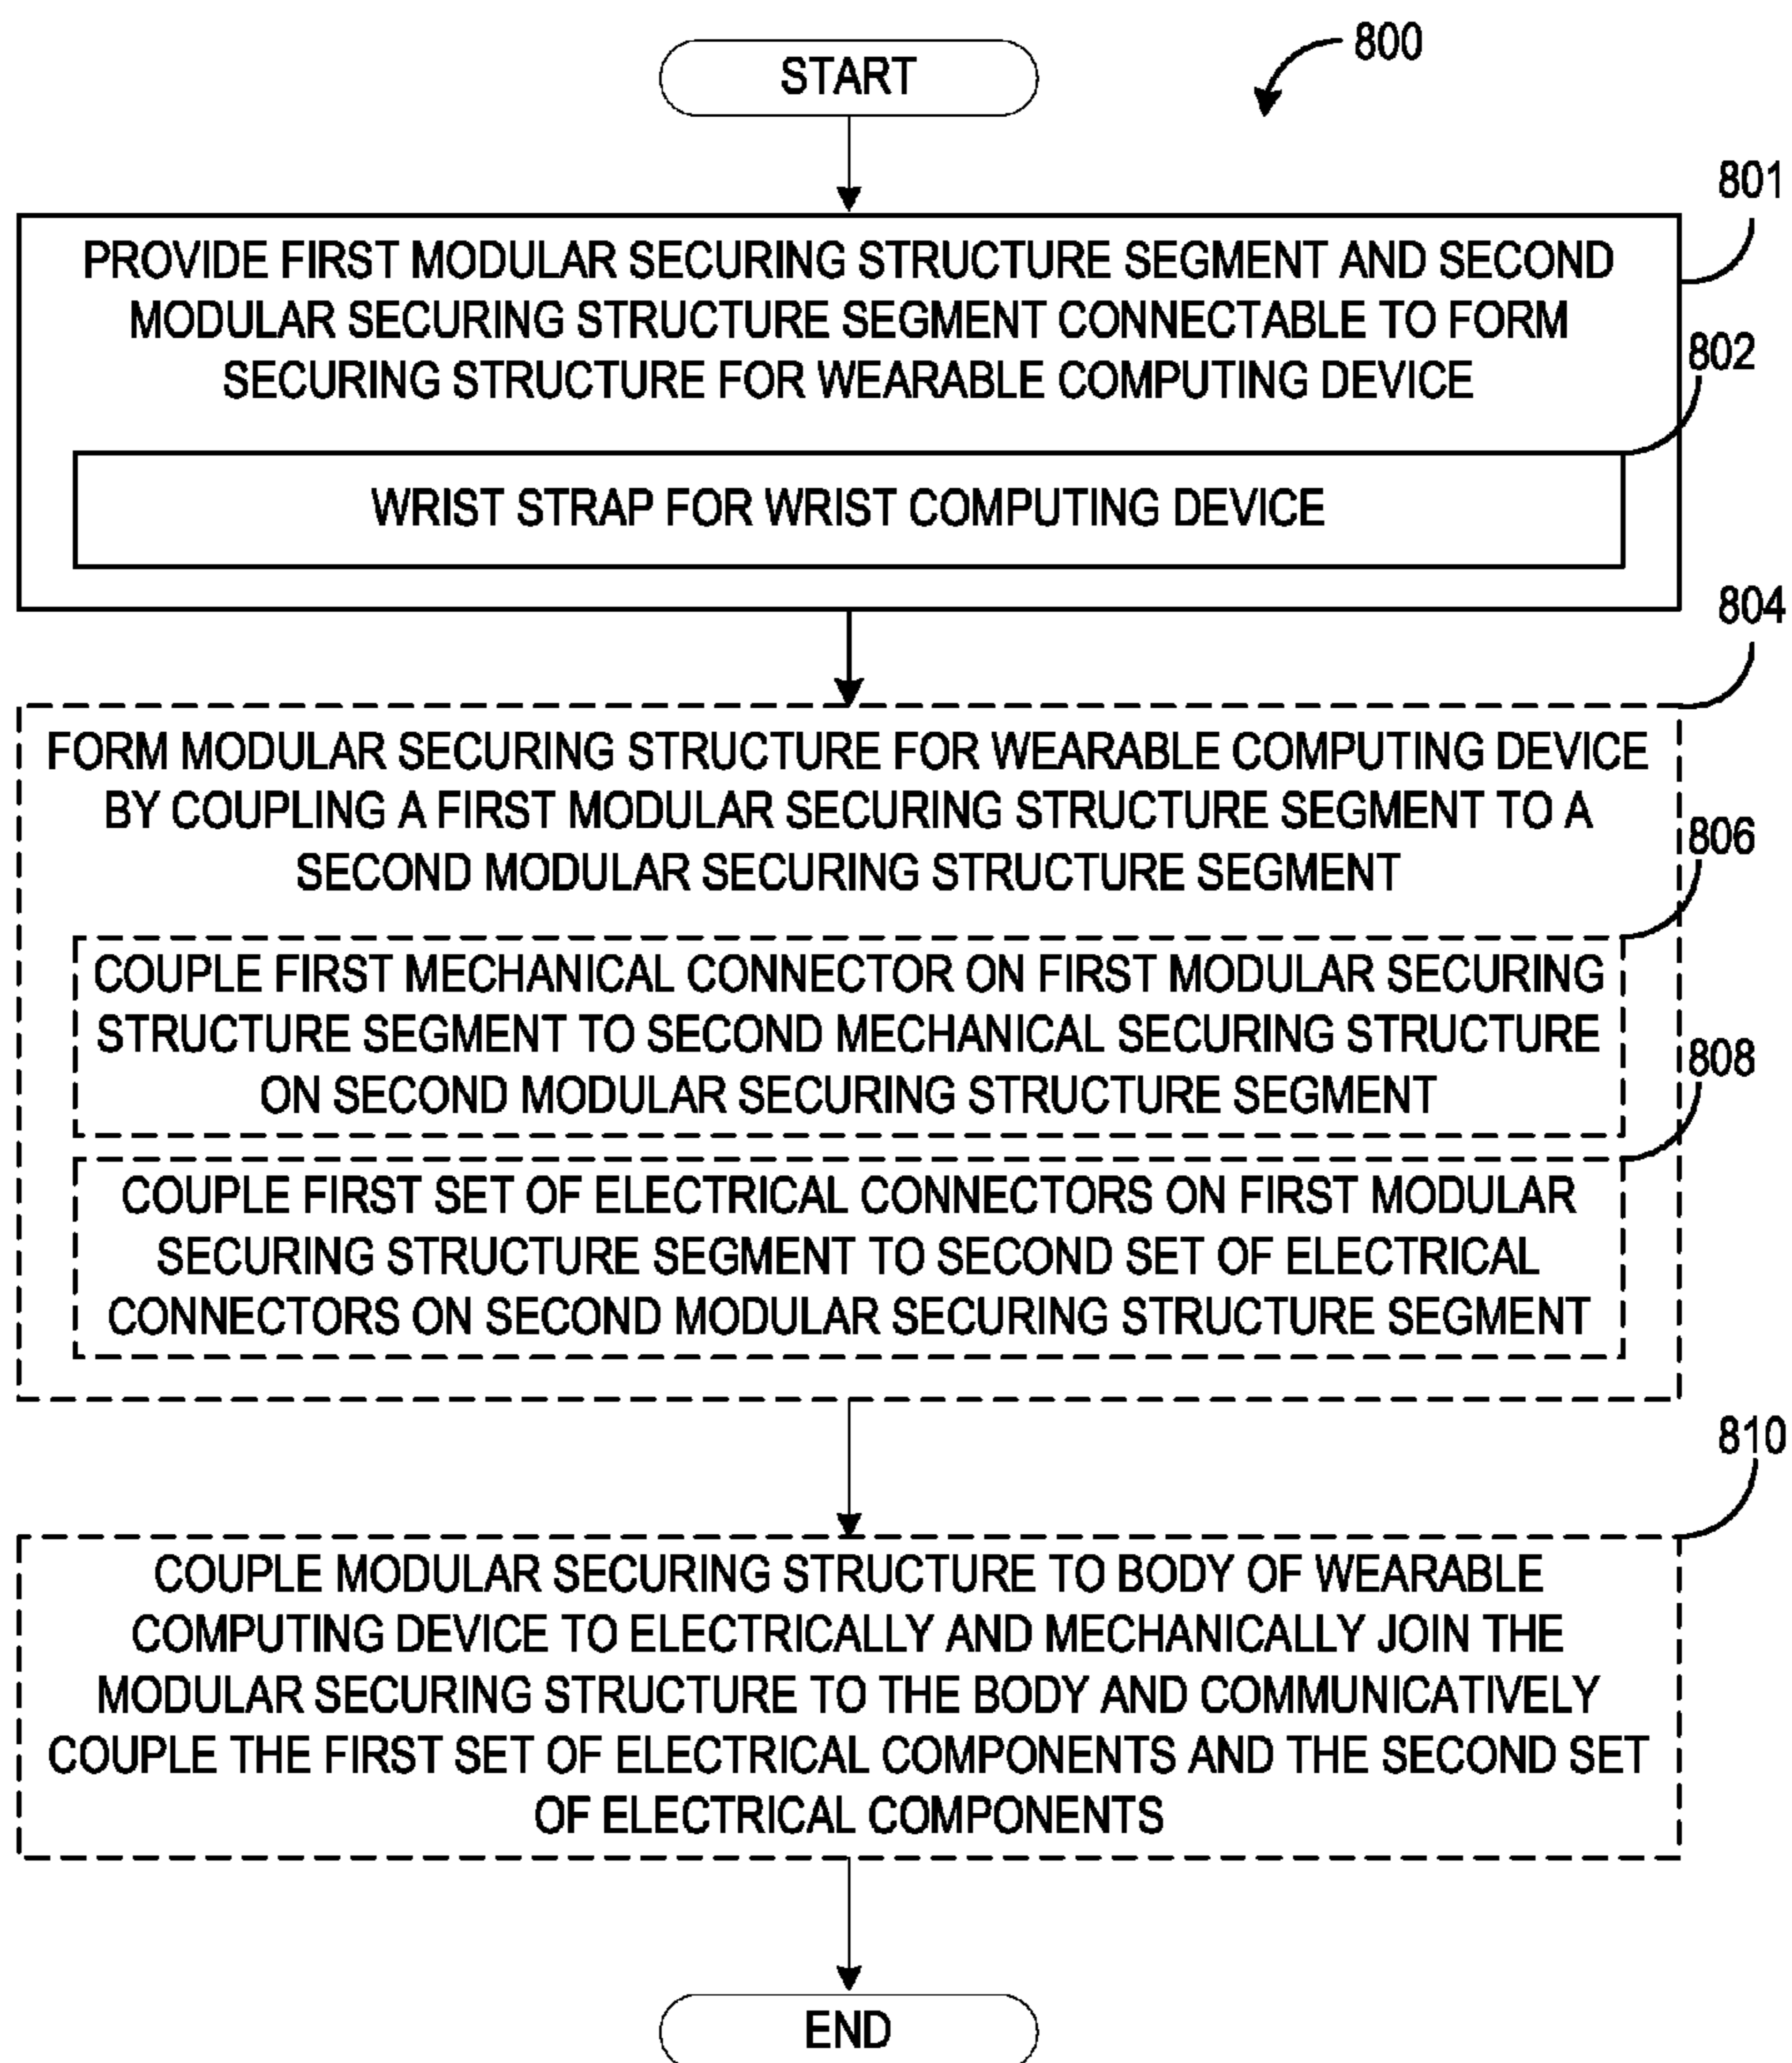 START
800
801
PROVIDE FIRST MODULAR SECURING STRUCTURE SEGMENT AND SECOND
MODULAR SECURING STRUCTURE SEGMENT CONNECTABLE TO FORM
SECURING STRUCTURE FOR WEARABLE COMPUTING DEVICE
802
WRIST STRAP FOR WRIST COMPUTING DEVICE
804
FORM MODULAR SECURING STRUCTURE FOR WEARABLE COMPUTING DEVICE
BY COUPLING A FIRST MODULAR SECURING STRUCTURE SEGMENT TO A
SECOND MODULAR SECURING STRUCTURE SEGMENT
806
COUPLE FIRST MECHANICAL CONNECTOR ON FIRST MODULAR SECURING
STRUCTURE SEGMENT TO SECOND MECHANICAL SECURING STRUCTURE
ON SECOND MODULAR SECURING STRUCTURE SEGMENT
808
COUPLE FIRST SET OF ELECTRICAL CONNECTORS ON FIRST MODULAR
SECURING STRUCTURE SEGMENT TO SECOND SET OF ELECTRICAL
CONNECTORS ON SECOND MODULAR SECURING STRUCTURE SEGMENT
810
COUPLE MODULAR SECURING STRUCTURE TO BODY OF WEARABLE
COMPUTING DEVICE TO ELECTRICALLY AND MECHANICALLY JOIN THE
MODULAR SECURING STRUCTURE TO THE BODY AND COMMUNICATIVELY
COUPLE THE FIRST SET OF ELECTRICAL COMPONENTS AND THE SECOND SET
OF ELECTRICAL COMPONENTS
END